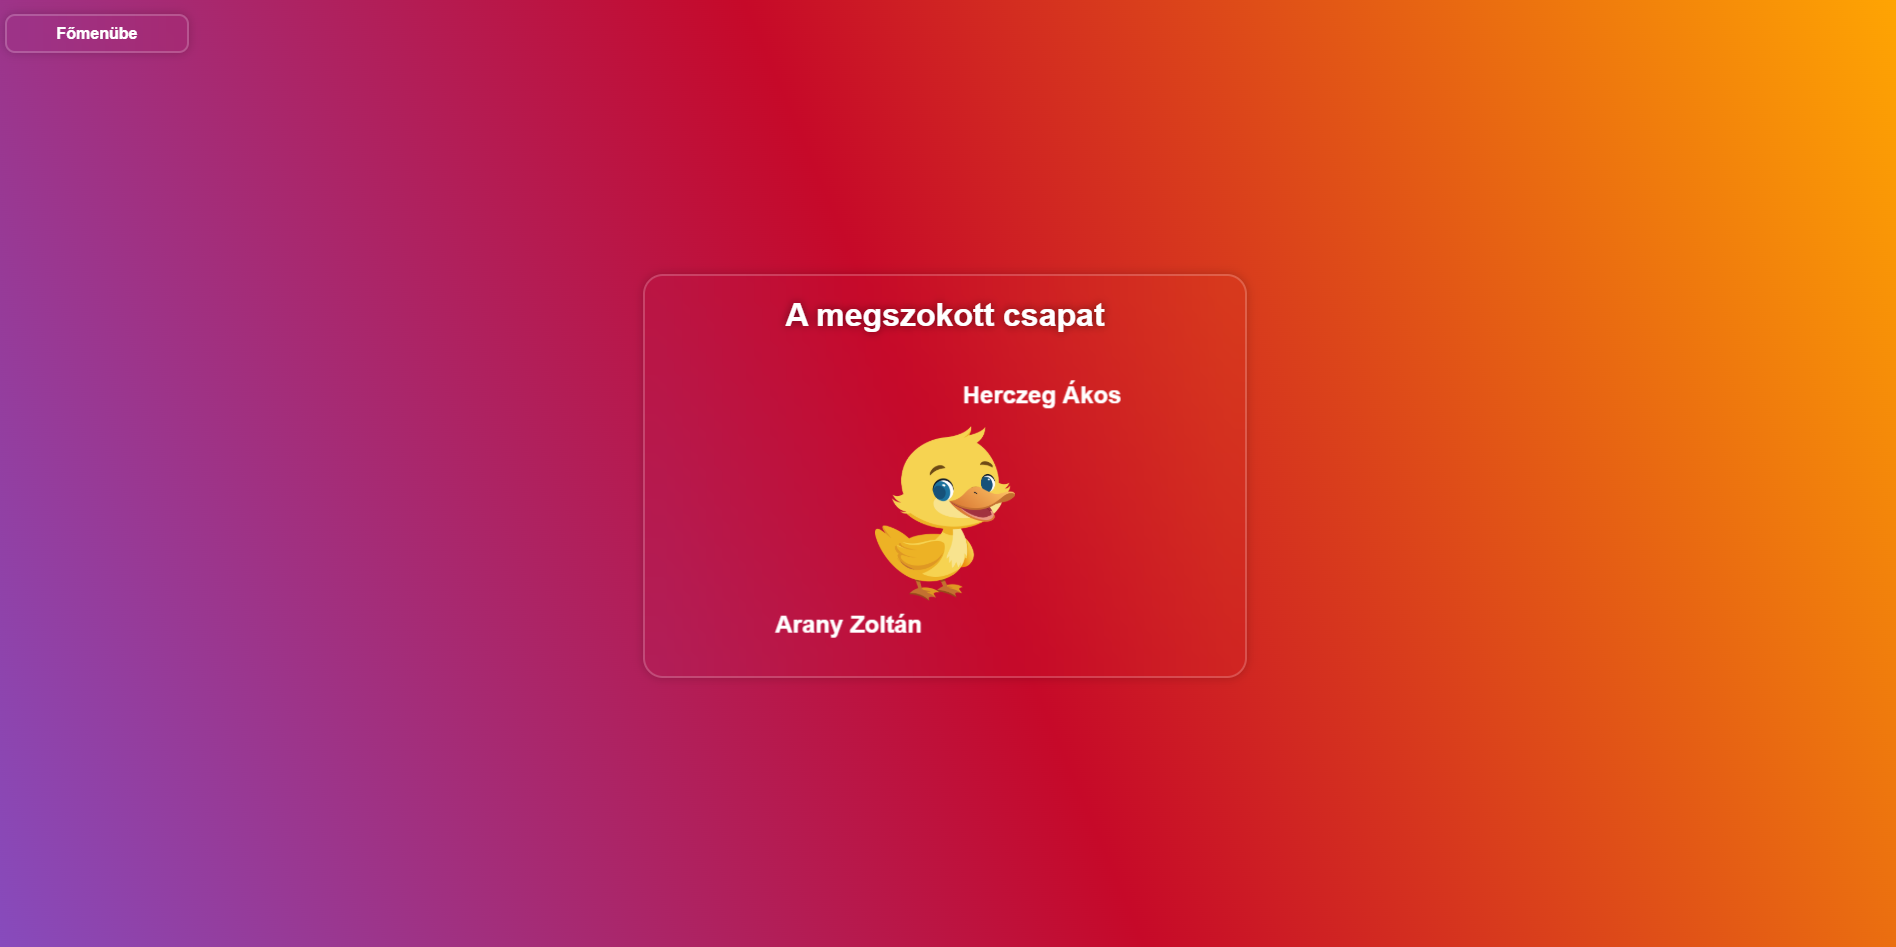 Főmenübe
A megszokott csapat
Herczeg Ákos
Arany Zoltán